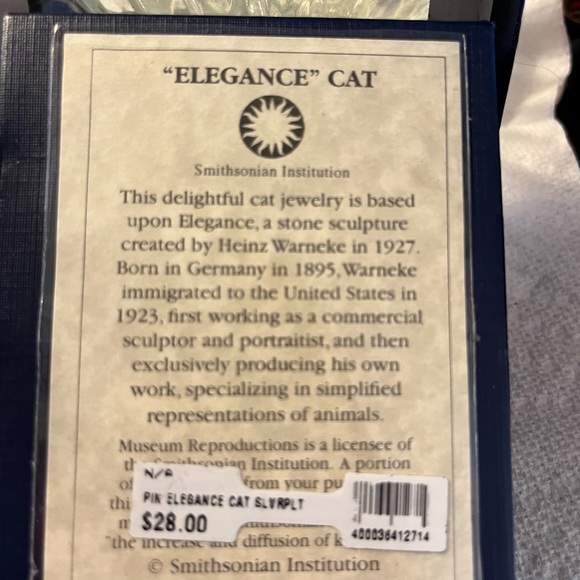 "ELEGANCE" CAT
Smithsonian Institution
This delightful cat jewelry is based
upon Elegance, a stone sculpture
created by Heinz Warneke in 1927.
Born in Germany in 1895, Warneke
immigrated to the United States in
1923, first working as a commercial
sculptor and portraitist, and then
exclusively producing his own
work, specializing in simplified
representations of animals.
Museum Reproductions is a licensee of
Smithsonian Institution. A portion
from your
N/A
PIN ELEGANCE CAT SLVRPLT
$28.00
400036412714
"the increase and diffusion of
© Smithsonian Institution